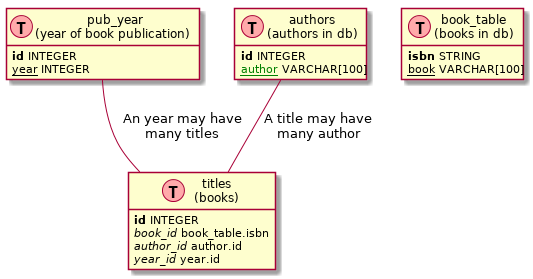 T
pub_year
(year of book publication)
id INTEGER
year INTEGER
T
authors
(authors in db)
id INTEGER
author VARCHAR[100]
T
book_table
(books in db)
isbn STRING
book VARCHAR[100]
An year may have
many titles
A title may have
many author
T
titles
(books)
id INTEGER
book_id book_table.isbn
author_id author.id
year_id year.id